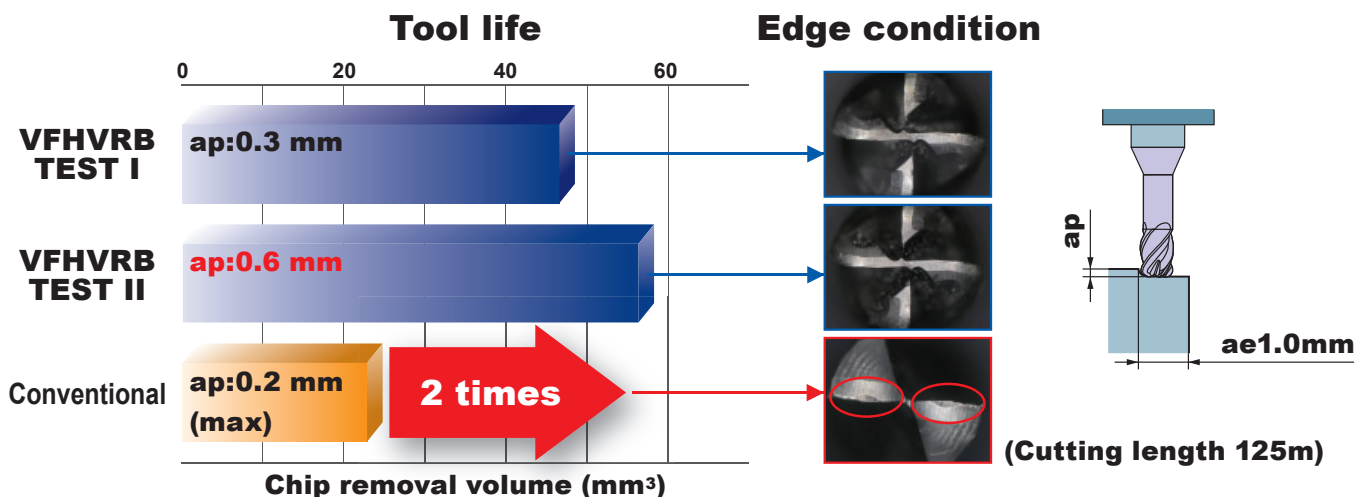 Tool life
Edge condition
0 20 40 60
VFHVRB
TEST I
ap:0.3 mm
VFHVRB
TEST II
ap:0.6 mm
Conventional
ap:0.2 mm
(max)
2 times
Chip removal volume (mm³)
ap
ae1.0mm
(Cutting length 125m)